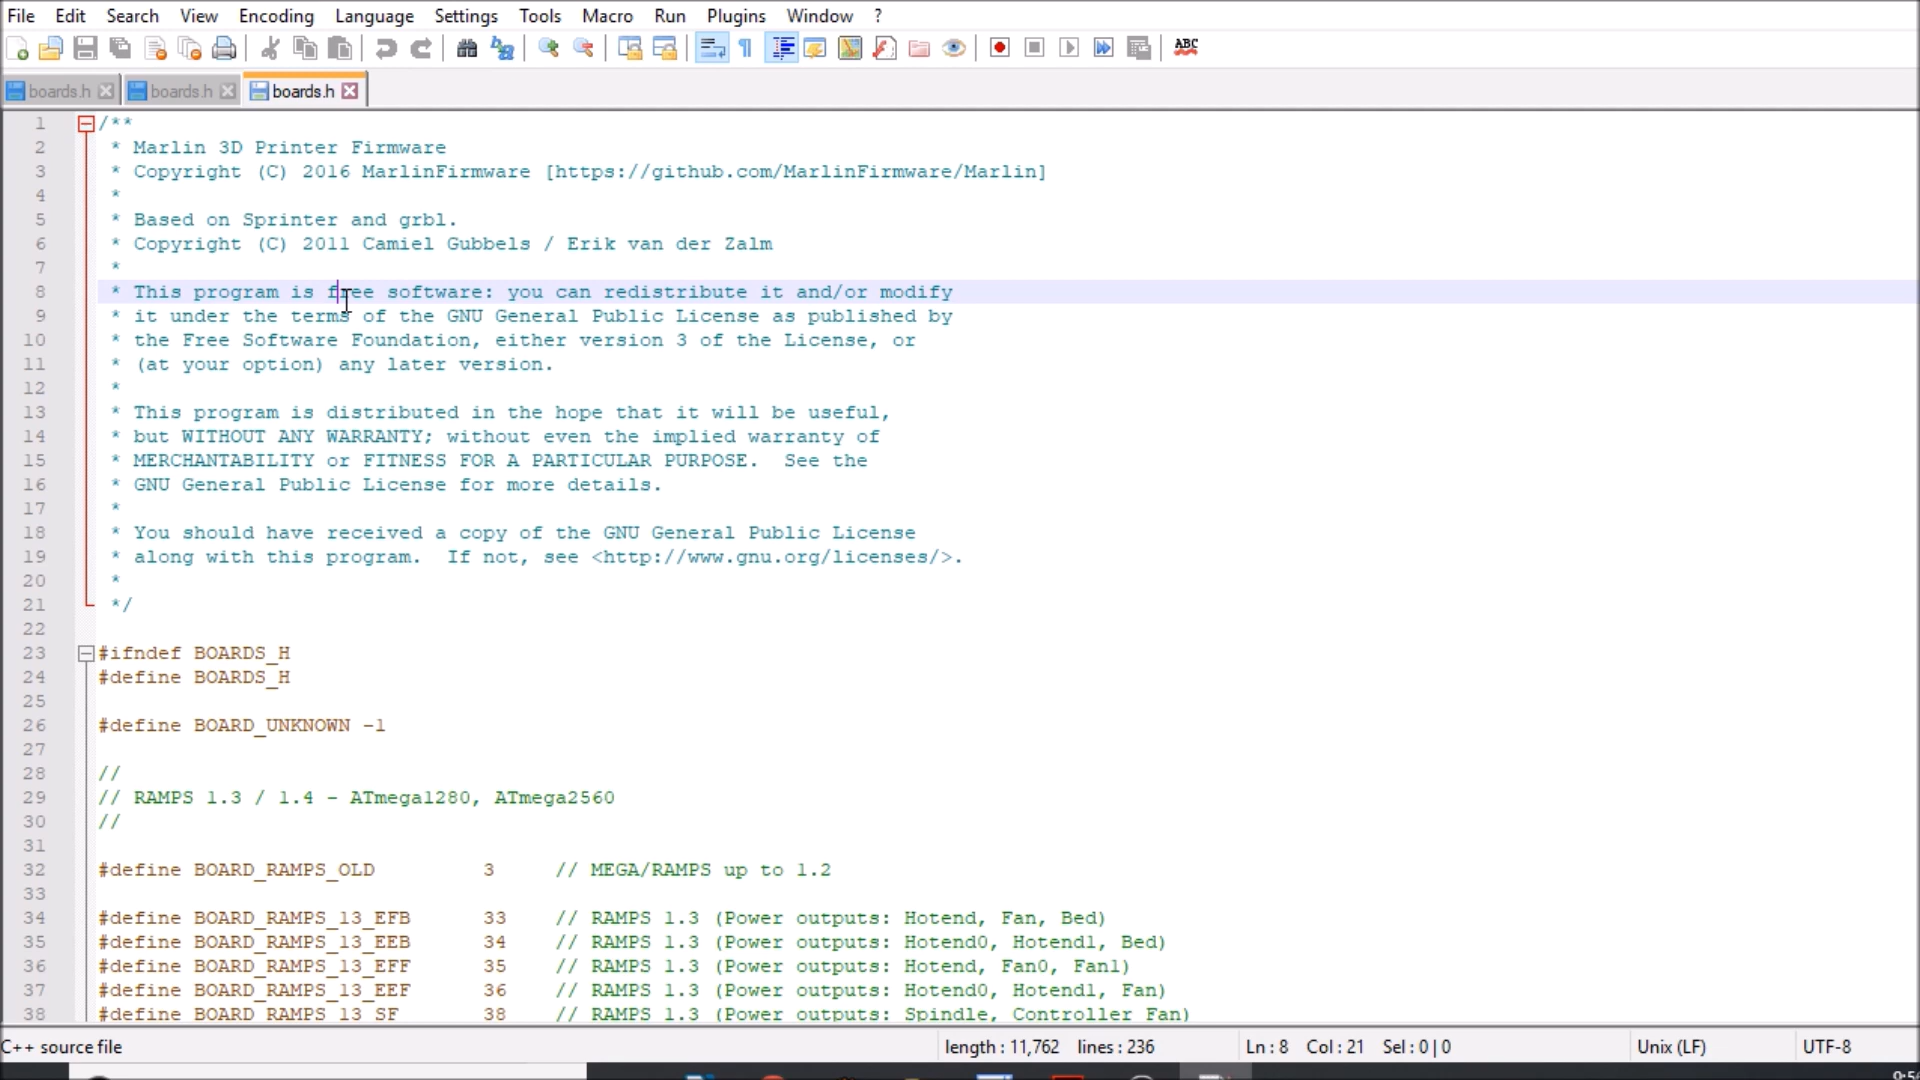 File Edit Search View Encoding Language Settings Tools Macro Run Plugins Window ?
ABC
boards.h boards.h boards.h
1 /**
2 * Marlin 3D Printer Firmware
3 * Copyright (C) 2016 MarlinFirmware [https://github.com/MarlinFirmware/Marlin]
4 *
5 * Based on Sprinter and grbl.
6 * Copyright (C) 2011 Camiel Gubbels / Erik van der Zalm
7 *
8 * This program is free software: you can redistribute it and/or modify
9 * it under the terms of the GNU General Public License as published by
10 * the Free Software Foundation, either version 3 of the License, or
11 * (at your option) any later version.
12 *
13 * This program is distributed in the hope that it will be useful,
14 * but WITHOUT ANY WARRANTY; without even the implied warranty of
15 * MERCHANTABILITY or FITNESS FOR A PARTICULAR PURPOSE.  See the
16 * GNU General Public License for more details.
17 *
18 * You should have received a copy of the GNU General Public License
19 * along with this program.  If not, see <http://www.gnu.org/licenses/>.
20 *
21 */
22
23 #ifndef BOARDS_H
24 #define BOARDS_H
25
26 #define BOARD_UNKNOWN -1
27
28 //
29 // RAMPS 1.3 / 1.4 - ATmega1280, ATmega2560
30 //
31
32 #define BOARD_RAMPS_OLD 3 // MEGA/RAMPS up to 1.2
33
34 #define BOARD_RAMPS_13_EFB 33 // RAMPS 1.3 (Power outputs: Hotend, Fan, Bed)
35 #define BOARD_RAMPS_13_EEB 34 // RAMPS 1.3 (Power outputs: Hotend0, Hotend1, Bed)
36 #define BOARD_RAMPS_13_EFF 35 // RAMPS 1.3 (Power outputs: Hotend, Fan0, Fan1)
37 #define BOARD_RAMPS_13_EEF 36 // RAMPS 1.3 (Power outputs: Hotend0, Hotend1, Fan)
38 #define BOARD_RAMPS_13_SF 38 // RAMPS 1.3 (Power outputs: Spindle, Controller Fan)
C++ source file length : 11,762 lines : 236 Ln : 8 Col : 21 Sel : 0 | 0 Unix (LF) UTF-8